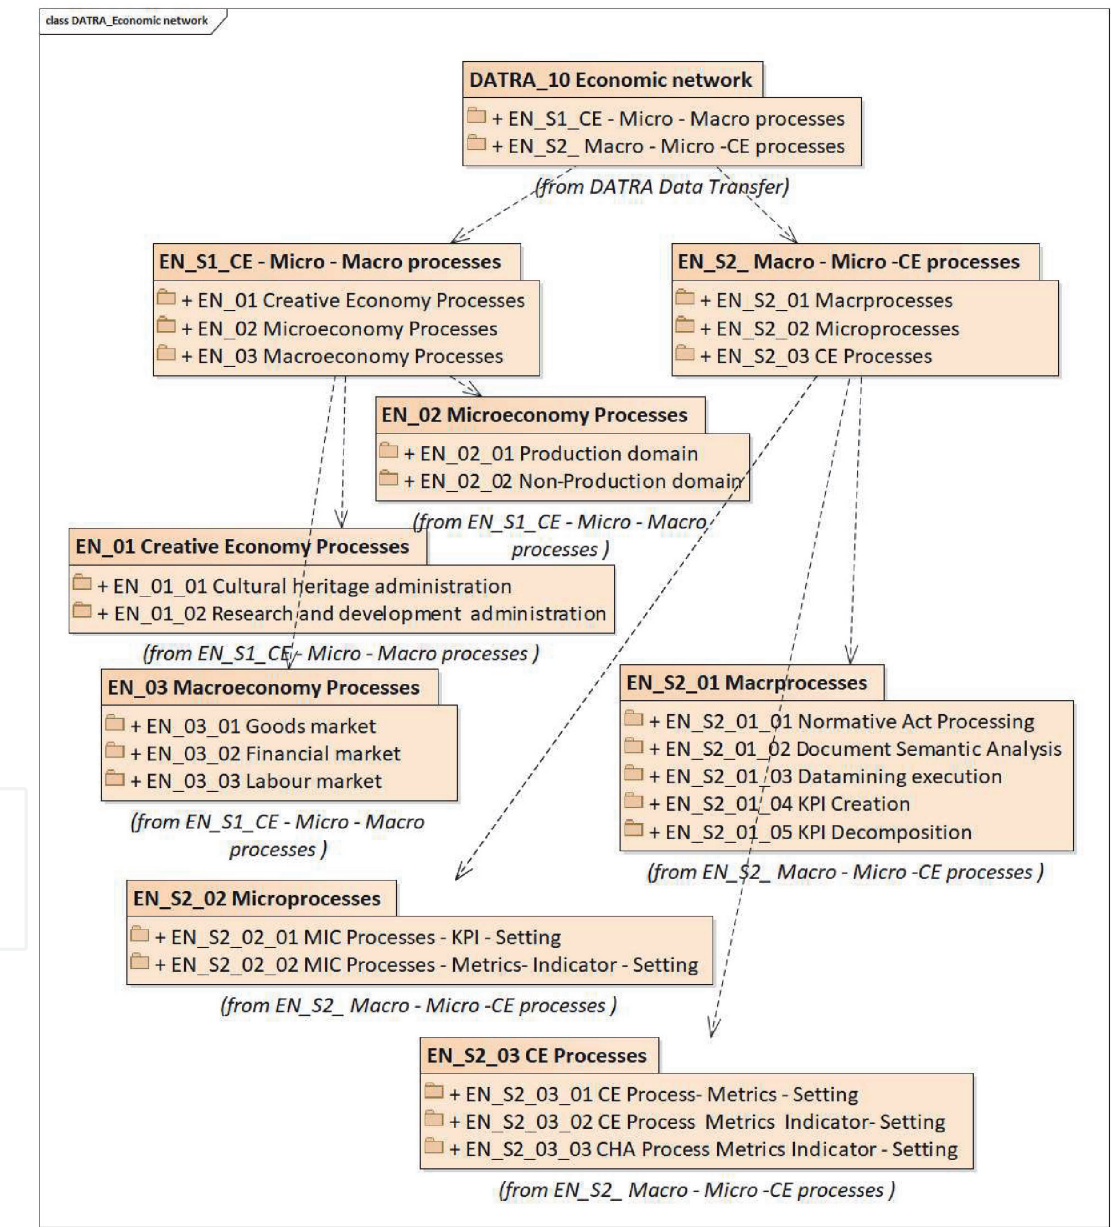 class DATRA_Economic network
DATRA_10 Economic network
+ EN_S1_CE - Micro - Macro processes
+ EN_S2_ Macro - Micro -CE processes
(from DATRA Data Transfer)
EN_S1_CE - Micro - Macro processes
+ EN_01 Creative Economy Processes
+ EN_02 Microeconomy Processes
+ EN_03 Macroeconomy Processes
EN_S2_ Macro - Micro -CE processes
+ EN_S2_01 Macrprocesses
+ EN_S2_02 Microprocesses
+ EN_S2_03 CE Processes
EN_02 Microeconomy Processes
+ EN_02_01 Production domain
+ EN_02_02 Non-Production domain
(from EN_S1_CE - Micro - Macro
processes )
EN_01 Creative Economy Processes
+ EN_01_01 Cultural heritage administration
+ EN_01_02 Research and development administration
(from EN_S1_CE - Micro - Macro processes )
EN_03 Macroeconomy Processes
+ EN_03_01 Goods market
+ EN_03_02 Financial market
+ EN_03_03 Labour market
(from EN_S1_CE - Micro - Macro
processes )
EN_S2_01 Macrprocesses
+ EN_S2_01_01 Normative Act Processing
+ EN_S2_01_02 Document Semantic Analysis
+ EN_S2_01_03 Datamining execution
+ EN_S2_01_04 KPI Creation
+ EN_S2_01_05 KPI Decomposition
(from EN_S2_ Macro - Micro -CE processes )
EN_S2_02 Microprocesses
+ EN_S2_02_01 MIC Processes - KPI - Setting
+ EN_S2_02_02 MIC Processes - Metrics- Indicator - Setting
(from EN_S2_ Macro - Micro -CE processes )
EN_S2_03 CE Processes
+ EN_S2_03_01 CE Process- Metrics - Setting
+ EN_S2_03_02 CE Process Metrics Indicator- Setting
+ EN_S2_03_03 CHA Process Metrics Indicator - Setting
(from EN_S2_ Macro - Micro -CE processes )